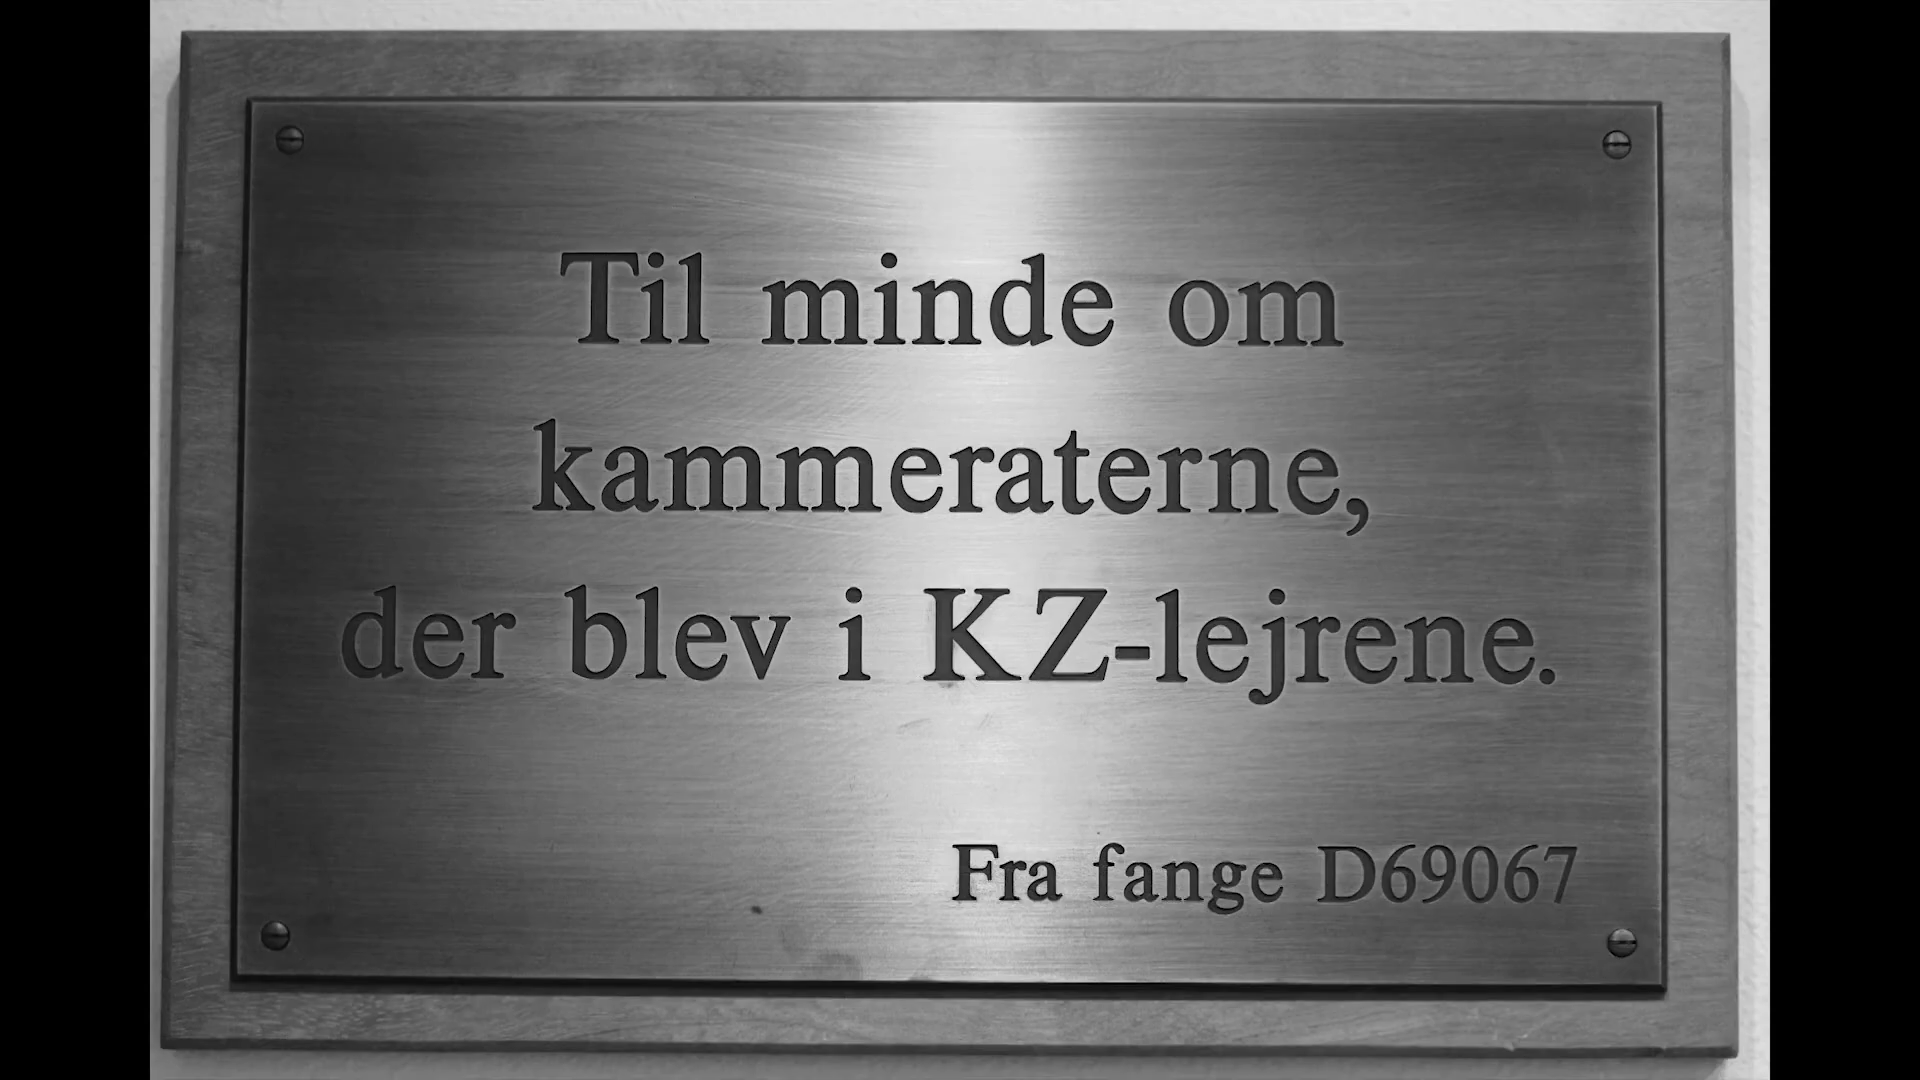 Til minde om
kammeraterne,
der blev i KZ-lejrene.
Fra fange D69067